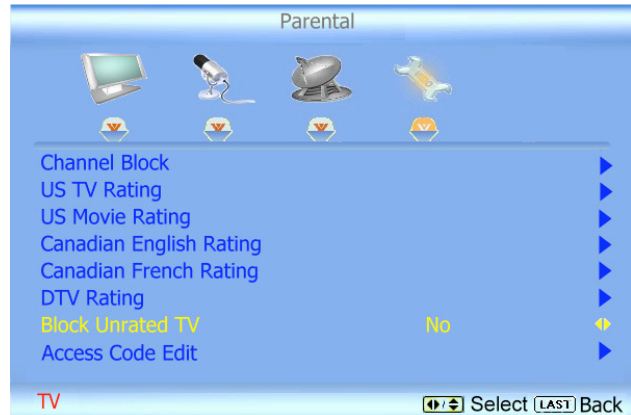 Parental
Channel Block
US TV Rating
US Movie Rating
Canadian English Rating
Canadian French Rating
DTV Rating
Block Unrated TV No
Access Code Edit
TV Select LAST Back